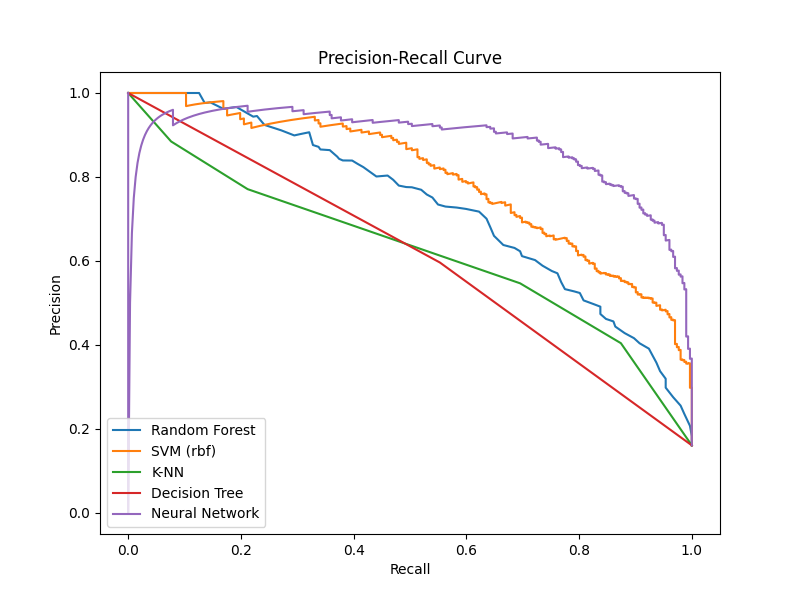 Precision-Recall Curve
Precision
1.0
0.8
0.6
0.4
0.2
0.0
Random Forest
SVM (rbf)
K-NN
Decision Tree
Neural Network
0.0 0.2 0.4 0.6 0.8 1.0
Recall